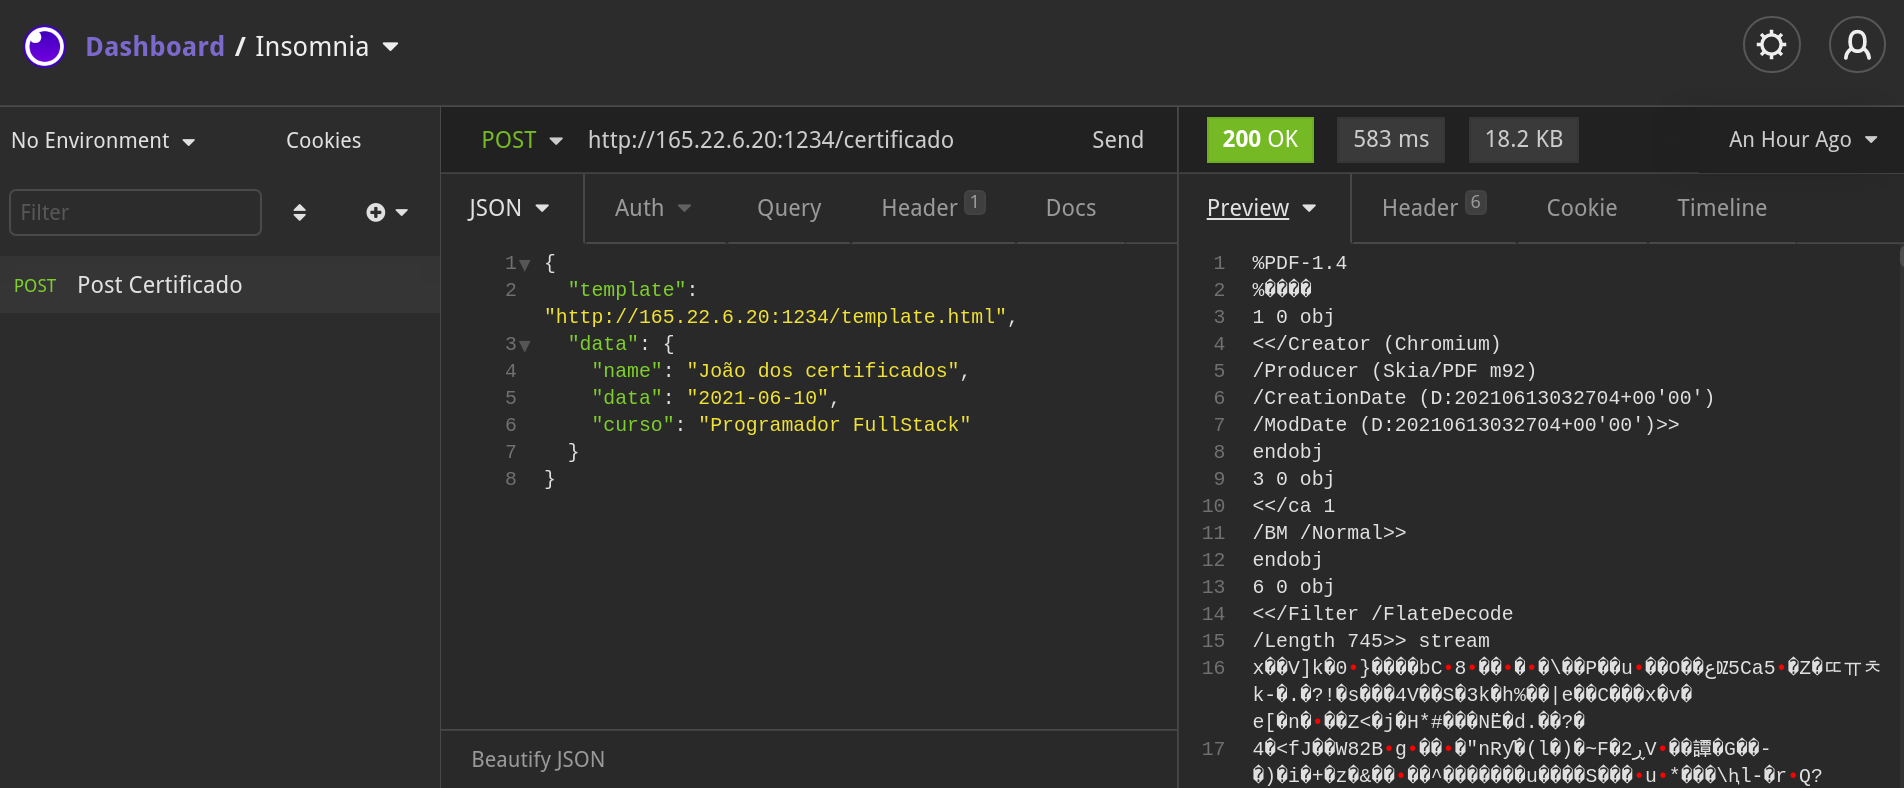 Dashboard / Insomnia
No Environment
Cookies
Filter
POST Post Certificado
POST http://165.22.6.20:1234/certificado Send
JSON Auth Query Header 1 Docs
1 {
2 "template":
"http://165.22.6.20:1234/template.html",
3 "data": {
4 "name": "João dos certificados",
5 "data": "2021-06-10",
6 "curso": "Programador FullStack"
7 }
8 }
Beautify JSON
200 OK 583 ms 18.2 KB An Hour Ago
Preview Header 6 Cookie Timeline
1 %PDF-1.4
2 %����
3 1 0 obj
4 <</Creator (Chromium)
5 /Producer (Skia/PDF m92)
6 /CreationDate (D:20210613032704+00'00')
7 /ModDate (D:20210613032704+00'00')>>
8 endobj
9 3 0 obj
10 <</ca 1
11 /BM /Normal>>
12 endobj
13 6 0 obj
14 <</Filter /FlateDecode
15 /Length 745>> stream
16
17